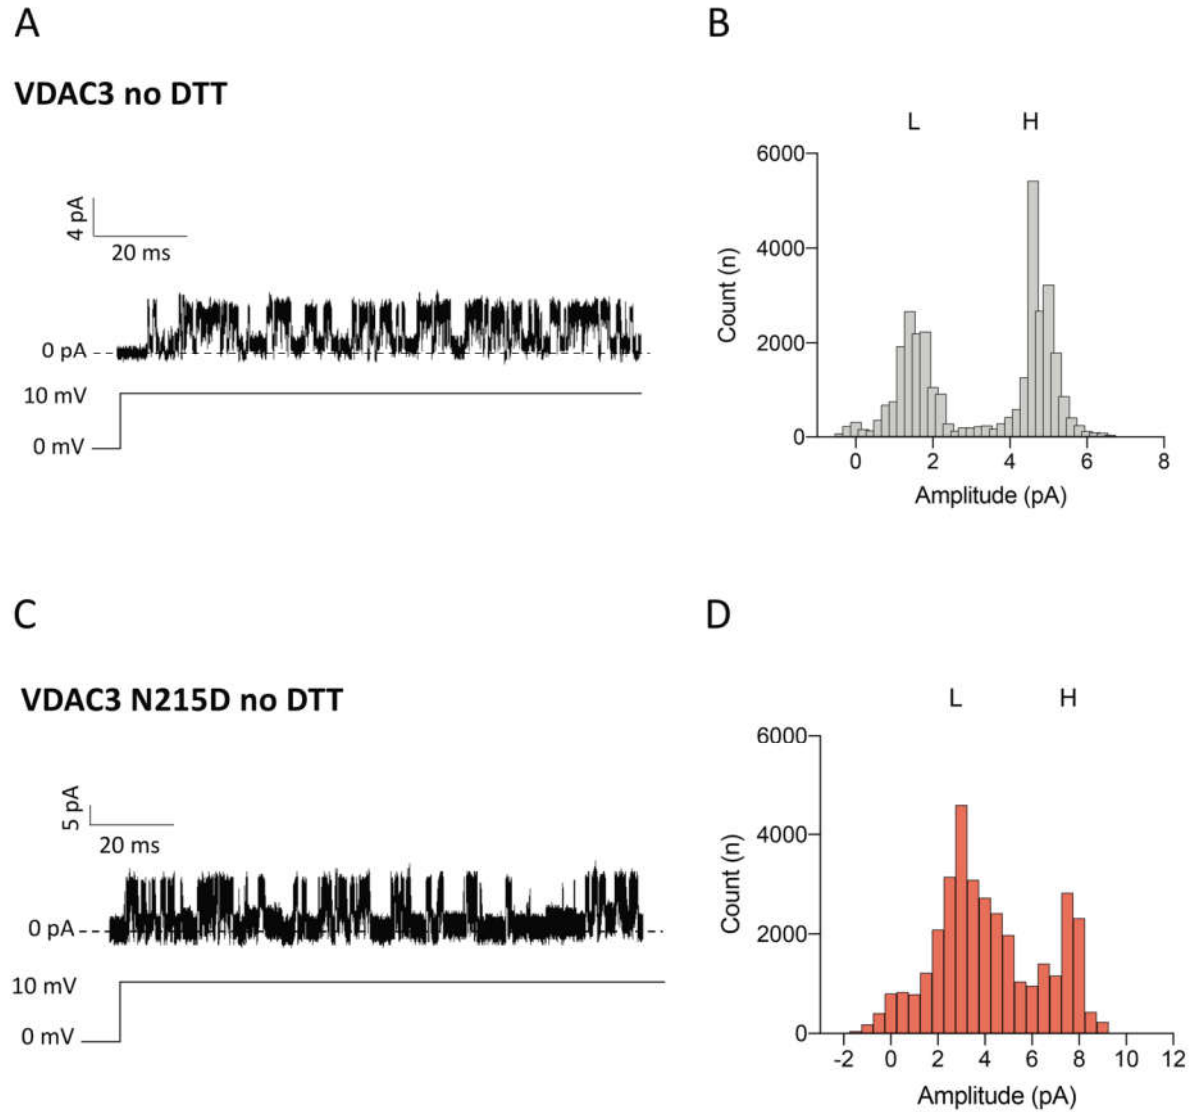 A
VDAC3 no DTT
4 pA
20 ms
0 pA
10 mV
0 mV
B
L H
6000
4000
2000
0
Count (n)
0 2 4 6 8
Amplitude (pA)
C
VDAC3 N215D no DTT
5 pA
20 ms
0 pA
10 mV
0 mV
D
L H
6000
4000
2000
0
Count (n)
-2 0 2 4 6 8 10 12
Amplitude (pA)